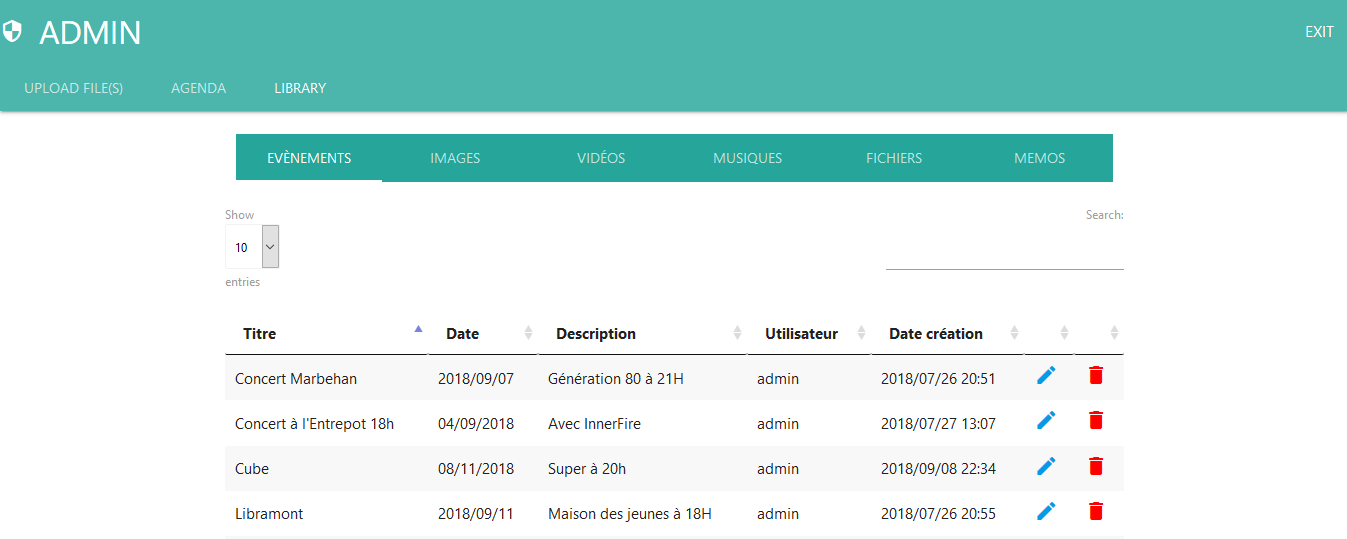 ADMIN
EXIT
UPLOAD FILE(S) AGENDA LIBRARY
EVÈNEMENTS IMAGES VIDÉOS MUSIQUES FICHIERS MEMOS
Show
Search:
10
entries
Titre Date Description Utilisateur Date création
Concert Marbehan 2018/09/07 Génération 80 à 21H admin 2018/07/26 20:51
Concert à l'Entrepot 18h 04/09/2018 Avec InnerFire admin 2018/07/27 13:07
Cube 08/11/2018 Super à 20h admin 2018/09/08 22:34
Libramont 2018/09/11 Maison des jeunes à 18H admin 2018/07/26 20:55